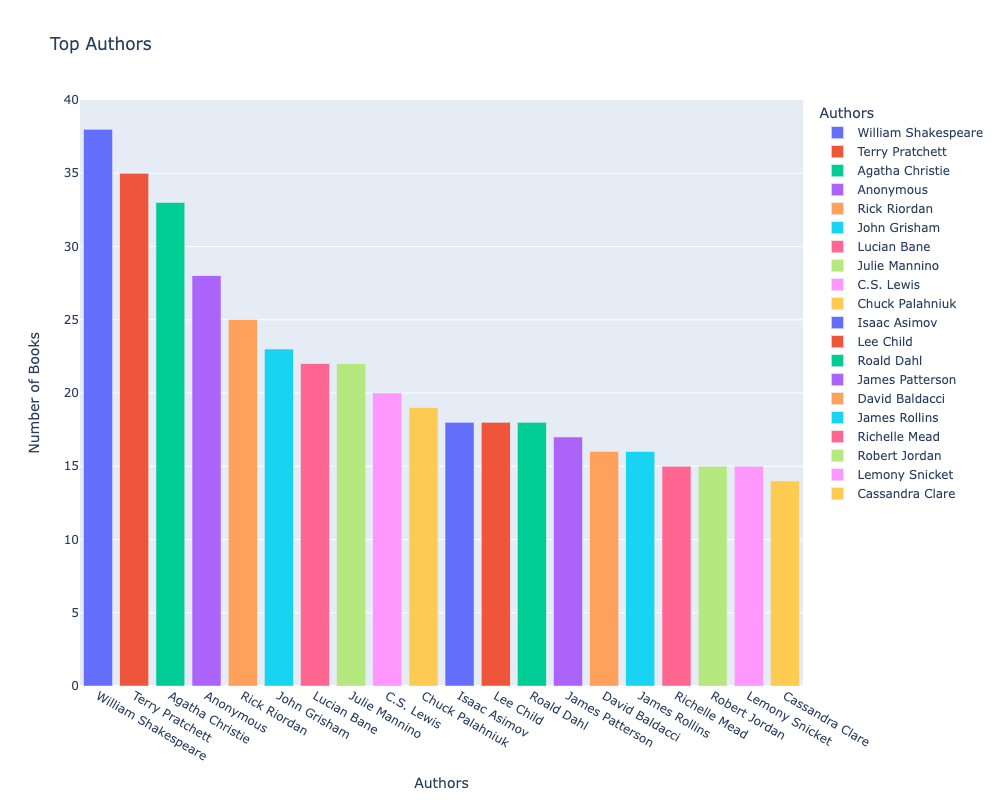 Top Authors
40
35
30
25
20
15
10
5
0
Number of Books
William Shakespeare
Terry Pratchett
Agatha Christie
Anonymous
Rick Riordan
John Grisham
Lucian Bane
Julie Mannino
C.S. Lewis
Chuck Palahniuk
Isaac Asimov
Lee Child
Roald Dahl
James Patterson
David Baldacci
James Rollins
Richelle Mead
Robert Jordan
Lemony Snicket
Cassandra Clare
Authors
Authors
William Shakespeare
Terry Pratchett
Agatha Christie
Anonymous
Rick Riordan
John Grisham
Lucian Bane
Julie Mannino
C.S. Lewis
Chuck Palahniuk
Isaac Asimov
Lee Child
Roald Dahl
James Patterson
David Baldacci
James Rollins
Richelle Mead
Robert Jordan
Lemony Snicket
Cassandra Clare